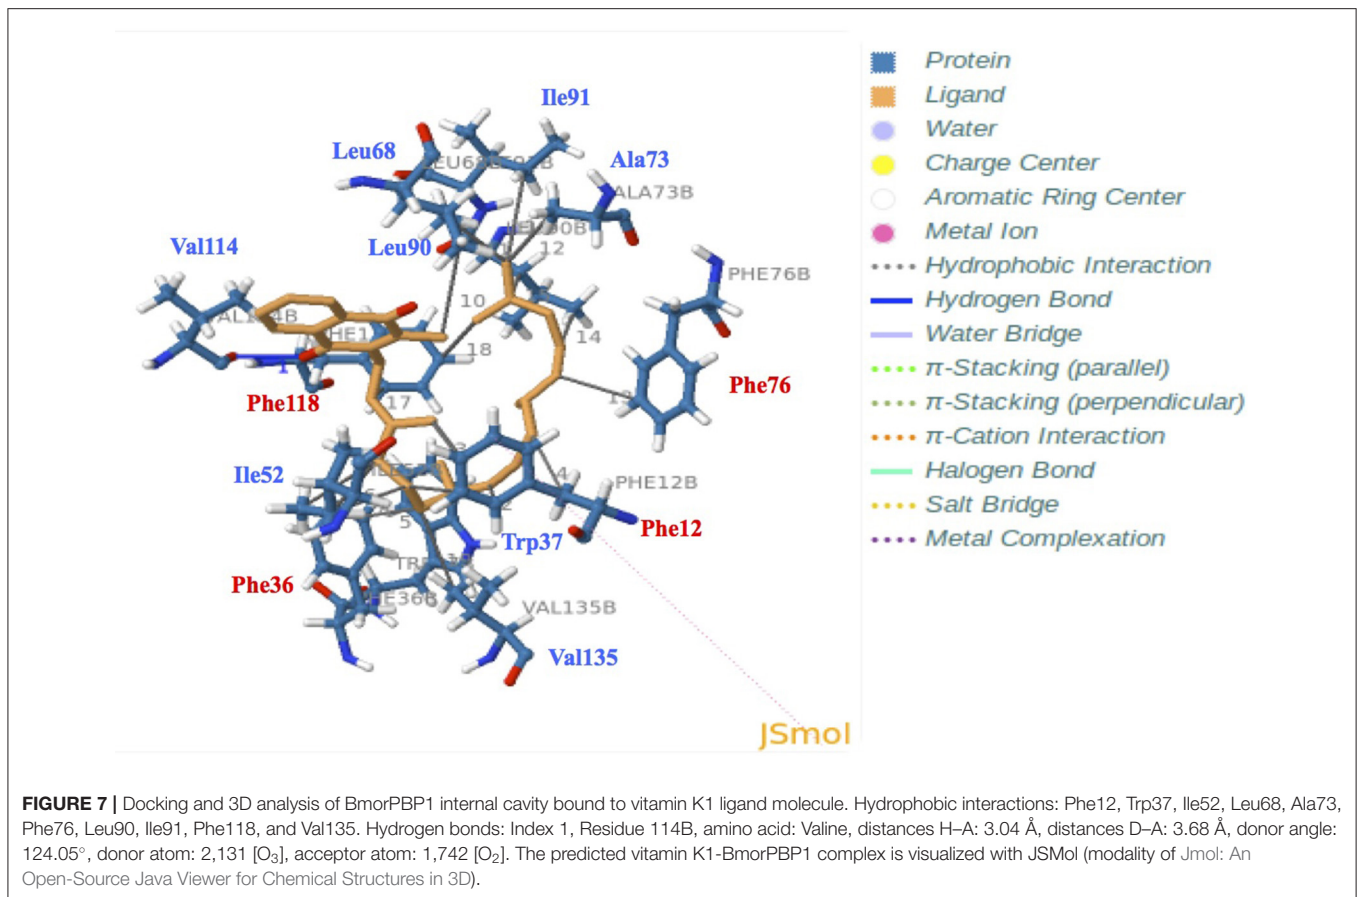 Ile91
Leu68
Ala73
ALA73B
Leu90
12
Val114
PHE76B
10
14
18
Phe76
Phe118
17
Ile52
4
PHE12B
5
Trp37
Phe12
Phe36
VAL135B
Val135
JSmol
Protein
Ligand
Water
Charge Center
Aromatic Ring Center
Metal Ion
Hydrophobic Interaction
Hydrogen Bond
Water Bridge
π-Stacking (parallel)
π-Stacking (perpendicular)
π-Cation Interaction
Halogen Bond
Salt Bridge
Metal Complexation
FIGURE 7 | Docking and 3D analysis of BmorPBP1 internal cavity bound to vitamin K1 ligand molecule. Hydrophobic interactions: Phe12, Trp37, Ile52, Leu68, Ala73,
Phe76, Leu90, Ile91, Phe118, and Val135. Hydrogen bonds: Index 1, Residue 114B, amino acid: Valine, distances H–A: 3.04 Å, distances D–A: 3.68 Å, donor angle:
124.05°, donor atom: 2,131 [O₃], acceptor atom: 1,742 [O₂]. The predicted vitamin K1-BmorPBP1 complex is visualized with JSMol (modality of Jmol: An
Open-Source Java Viewer for Chemical Structures in 3D).